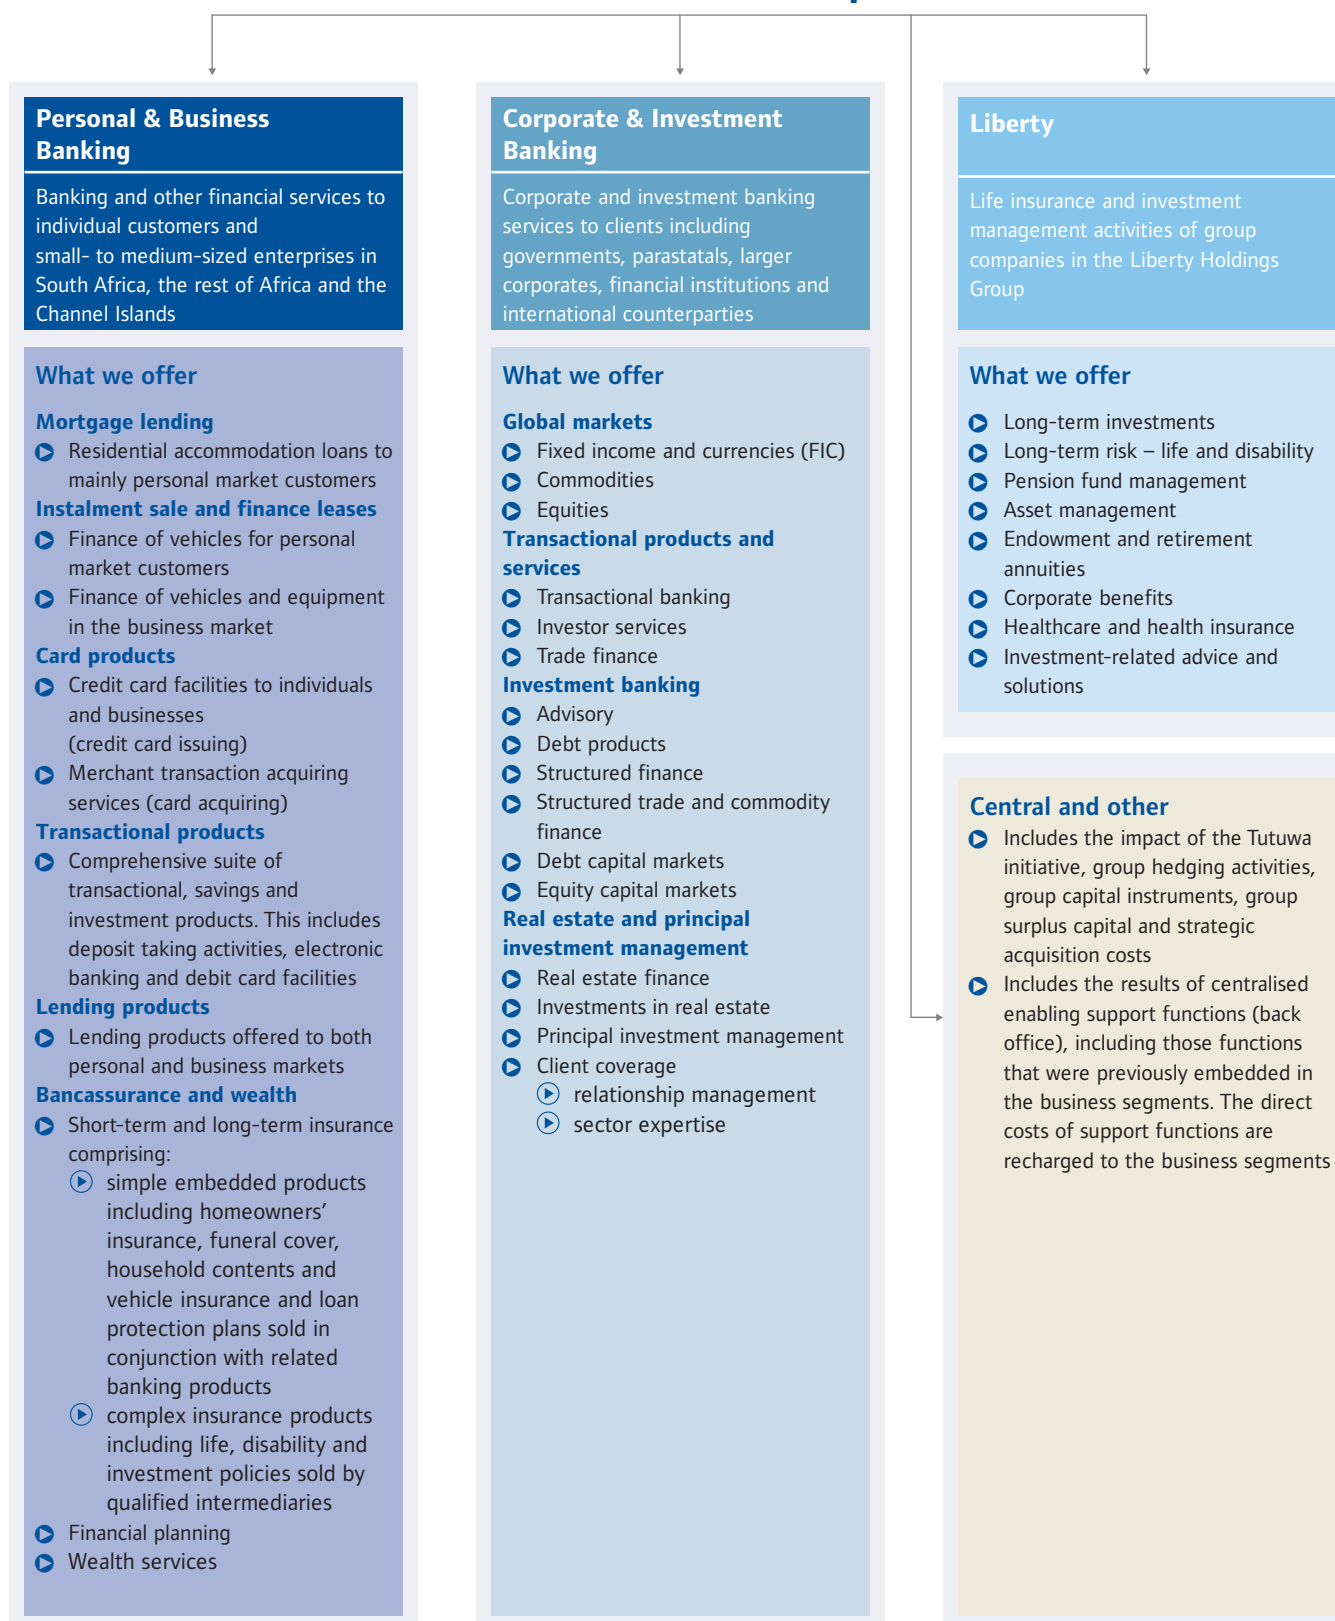 Personal & Business
Banking
Banking and other financial services to
individual customers and
small- to medium-sized enterprises in
South Africa, the rest of Africa and the
Channel Islands
What we offer
Mortgage lending
Residential accommodation loans to
mainly personal market customers
Instalment sale and finance leases
Finance of vehicles for personal
market customers
Finance of vehicles and equipment
in the business market
Card products
Credit card facilities to individuals
and businesses
(credit card issuing)
Merchant transaction acquiring
services (card acquiring)
Transactional products
Comprehensive suite of
transactional, savings and
investment products. This includes
deposit taking activities, electronic
banking and debit card facilities
Lending products
Lending products offered to both
personal and business markets
Bancassurance and wealth
Short-term and long-term insurance
comprising:
simple embedded products
including homeowners’
insurance, funeral cover,
household contents and
vehicle insurance and loan
protection plans sold in
conjunction with related
banking products
complex insurance products
including life, disability and
investment policies sold by
qualified intermediaries
Financial planning
Wealth services
Corporate & Investment
Banking
Corporate and investment banking
services to clients including
governments, parastatals, larger
corporates, financial institutions and
international counterparties
What we offer
Global markets
Fixed income and currencies (FIC)
Commodities
Equities
Transactional products and
services
Transactional banking
Investor services
Trade finance
Investment banking
Advisory
Debt products
Structured finance
Structured trade and commodity
finance
Debt capital markets
Equity capital markets
Real estate and principal
investment management
Real estate finance
Investments in real estate
Principal investment management
Client coverage
relationship management
sector expertise
Liberty
Life insurance and investment
management activities of group
companies in the Liberty Holdings
Group
What we offer
Long-term investments
Long-term risk – life and disability
Pension fund management
Asset management
Endowment and retirement
annuities
Corporate benefits
Healthcare and health insurance
Investment-related advice and
solutions
Central and other
Includes the impact of the Tutuwa
initiative, group hedging activities,
group capital instruments, group
surplus capital and strategic
acquisition costs
Includes the results of centralised
enabling support functions (back
office), including those functions
that were previously embedded in
the business segments. The direct
costs of support functions are
recharged to the business segments